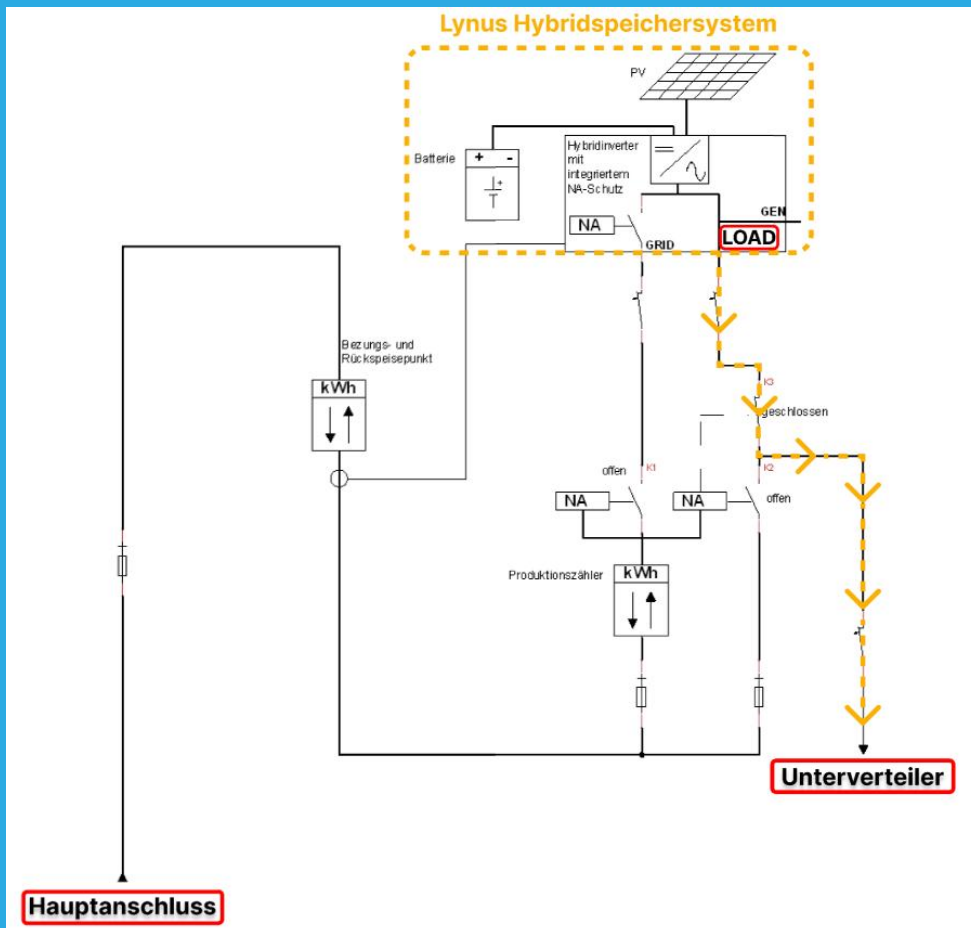 Lynus Hybridspeichersystem
PV
Batterie
+ -
+
Hybridinverter
mit
integriertem
NA-Schutz
GEN
NA
GRID
LOAD
Bezungs- und
Rückspeisepunkt
kWh
K3
geschlossen
offen
K1
K2
NA
NA
offen
Produktionszähler
kWh
Unterverteiler
Hauptanschluss